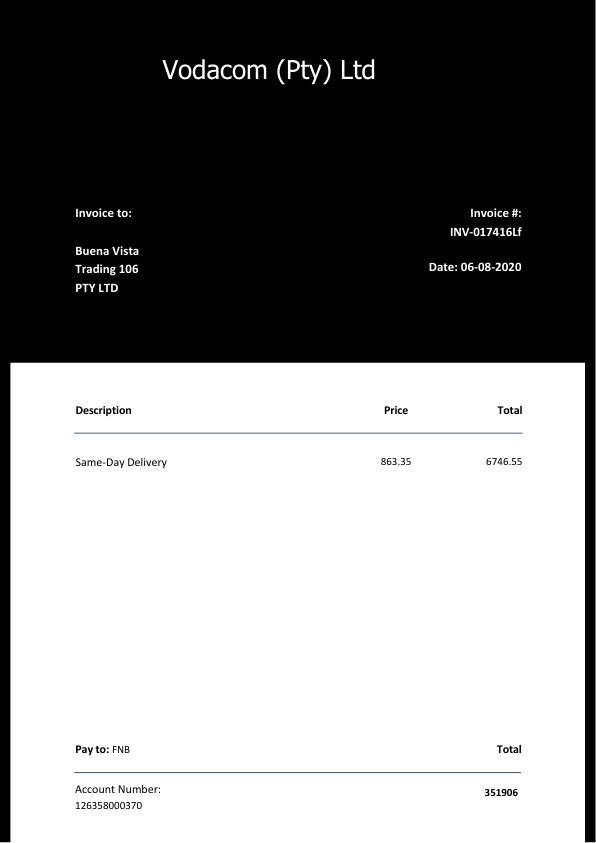 Vodacom (Pty) Ltd
Invoice to:
Buena Vista
Trading 106
PTY LTD
Invoice #:
INV-017416Lf
Date: 06-08-2020
Description Price Total
Same-Day Delivery 863.35 6746.55
Pay to: FNB Total
Account Number: 351906
126358000370